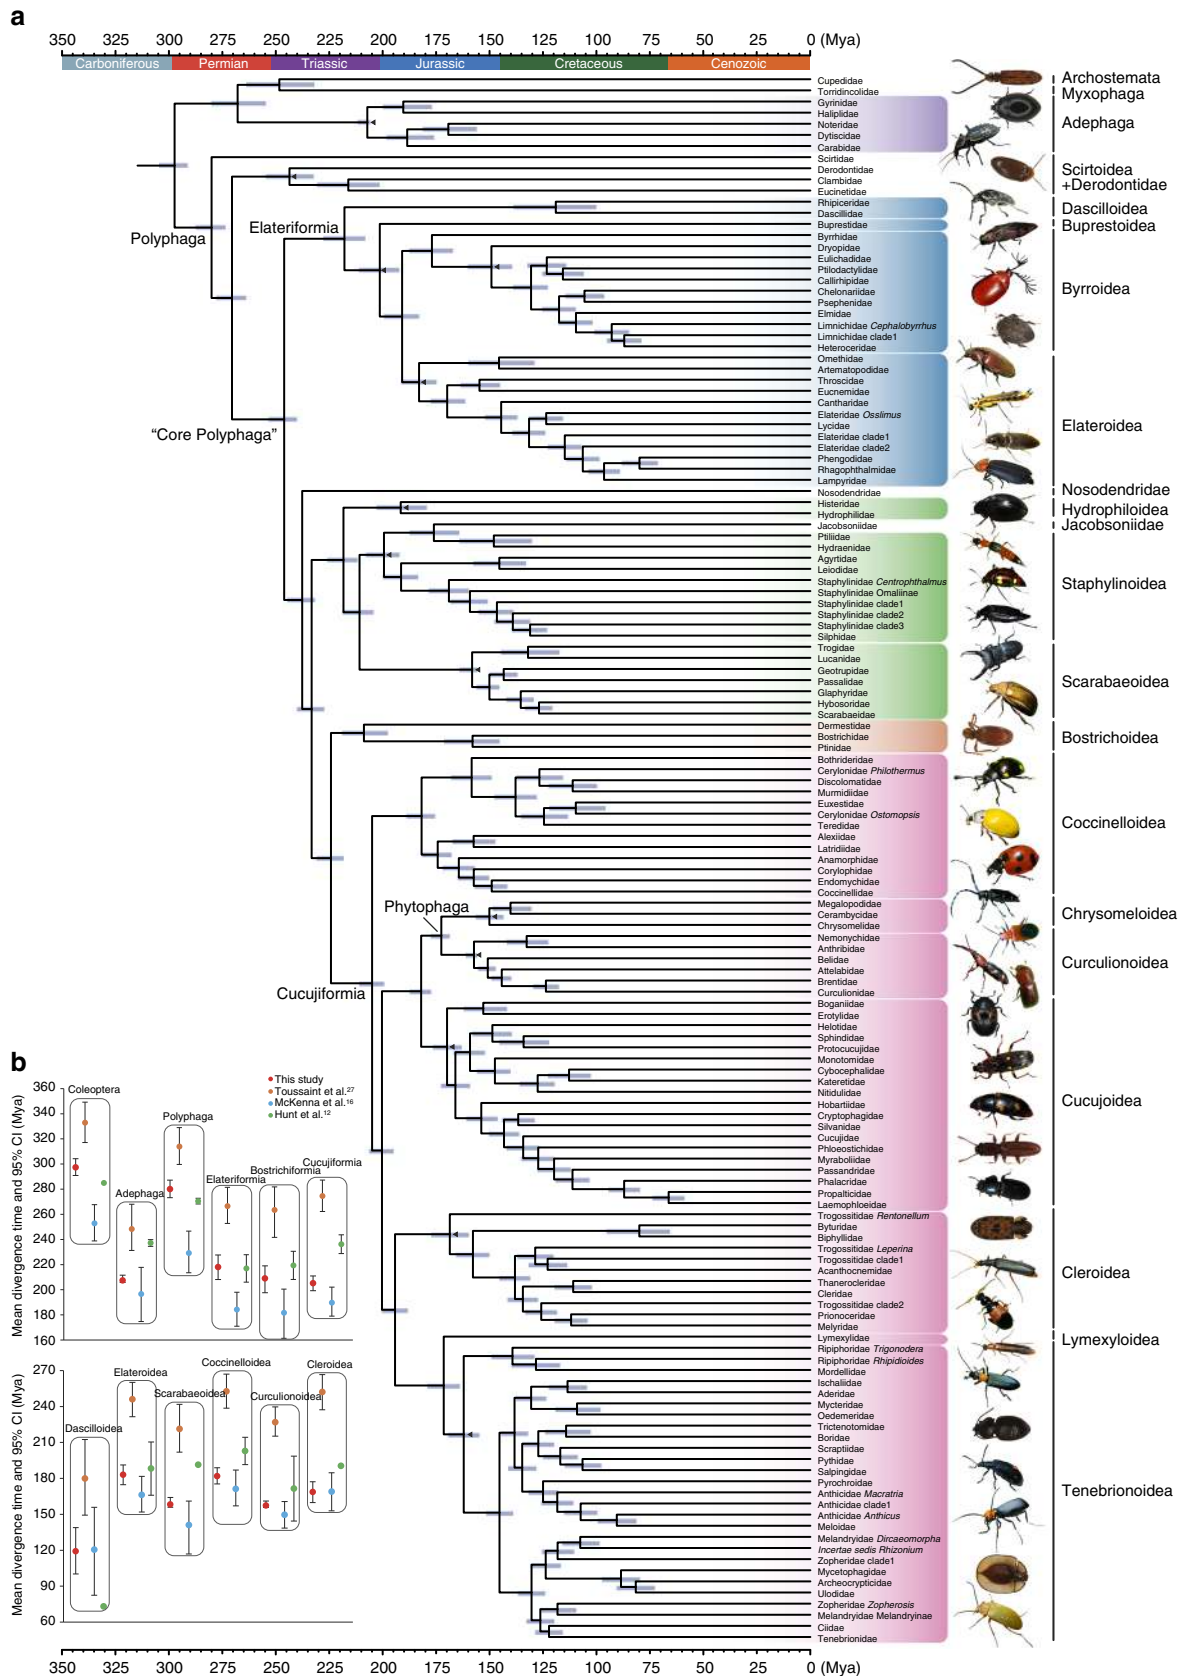 a
350 325 300 275 250 225 200 175 150 125 100 75 50 25 0 (Mya)
Carboniferous Permian Triassic Jurassic Cretaceous Cenozoic
Cupedidae
Torridincolidae
Gyrinidae
Haliplidae
Noteridae
Dytiscidae
Carabidae
Scirtidae
Derodontidae
Clambidae
Eucinetidae
Rhipiceridae
Dascillidae
Buprestidae
Byrrhidae
Dryopidae
Eulichadidae
Ptilodactylidae
Callirhipidae
Chelonariidae
Psephenidae
Elmidae
Limnichidae Cephalobyrrhus
Limnichidae clade1
Heteroceridae
Omethidae
Artematopodidae
Throscidae
Eucnemidae
Cantharidae
Elateridae Osslimus
Lycidae
Elateridae clade1
Elateridae clade2
Phengodidae
Rhagophthalmidae
Lampyridae
Nosodendridae
Histeridae
Hydrophilidae
Jacobsoniidae
Ptiliidae
Hydraenidae
Agyrtidae
Leiodidae
Staphylinidae Centrophthalmus
Staphylinidae Omaliinae
Staphylinidae clade1
Staphylinidae clade2
Staphylinidae clade3
Silphidae
Trogidae
Lucanidae
Geotrupidae
Passalidae
Glaphyridae
Hybosoridae
Scarabaeidae
Dermestidae
Bostrichidae
Ptinidae
Bothrideridae
Cerylonidae Philothermus
Discolomatidae
Murmidiidae
Euxestidae
Cerylonidae Ostomopsis
Teredidae
Alexiidae
Latridiidae
Anamorphidae
Corylophidae
Endomychidae
Coccinellidae
Megalopodidae
Cerambycidae
Chrysomelidae
Nemonychidae
Anthribidae
Belidae
Attelabidae
Brentidae
Curculionidae
Boganiidae
Erotylidae
Helotidae
Sphindidae
Protocucujidae
Monotomidae
Cybocephalidae
Kateretidae
Nitidulidae
Hobartiidae
Cryptophagidae
Silvanidae
Cucujidae
Phloeostichidae
Myraboliidae
Passandridae
Phalacridae
Propalticidae
Laemophloeidae
Trogossitidae Rentonellum
Byturidae
Biphyllidae
Trogossitidae Leperina
Trogossitidae clade1
Acanthocnemidae
Thanerocleridae
Cleridae
Trogossitidae clade2
Prionoceridae
Melyridae
Lymexylidae
Ripiphoridae Trigonodera
Ripiphoridae Rhipidioides
Mordellidae
Ischaliidae
Aderidae
Mycteridae
Oedemeridae
Trictenotomidae
Boridae
Scraptiidae
Pythidae
Salpingidae
Pyrochroidae
Anthicidae Macratria
Anthicidae clade1
Anthicidae Anthicus
Meloidae
Melandryidae Dircaeomorpha
Incertae sedis Rhizonium
Zopheridae clade1
Mycetophagidae
Archeocrypticidae
Ulodidae
Zopheridae Zopherosis
Melandryidae Melandryinae
Ciidae
Tenebrionidae
Archostemata
Myxophaga
Adephaga
Scirtoidea
+Derodontidae
Dascilloidea
Buprestoidea
Byrroidea
Elateroidea
Nosodendridae
Hydrophiloidea
Jacobsoniidae
Staphylinoidea
Scarabaeoidea
Bostrichoidea
Coccinelloidea
Chrysomeloidea
Curculionoidea
Cucujoidea
Cleroidea
Lymexyloidea
Tenebrionoidea
Polyphaga
Elateriformia
"Core Polyphaga"
Phytophaga
Cucujiformia
350 325 300 275 250 225 200 175 150 125 100 75 50 25 0 (Mya)
b
Mean divergence time and 95% CI (Mya)
360
340
320
300
280
260
240
220
200
180
160
This study
Toussaint et al.27
McKenna et al.16
Hunt et al.12
Coleoptera
Adephaga
Polyphaga
Elateriformia
Bostrichiformia
Cucujiformia
Mean divergence time and 95% CI (Mya)
270
240
210
180
150
120
90
60
Dascilloidea
Elateroidea
Scarabaeoidea
Coccinelloidea
Curculionoidea
Cleroidea